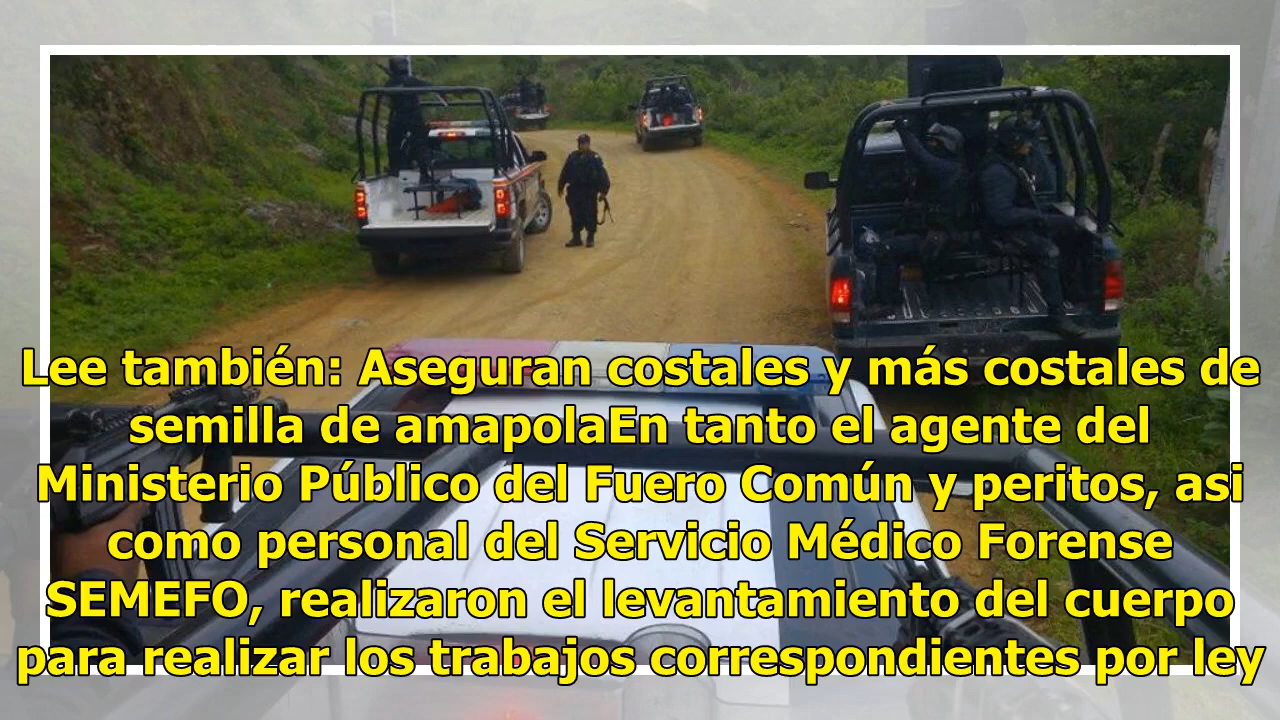 Lee también: Aseguran costales y más costales de
semilla de amapolaEn tanto el agente del
Ministerio Público del Fuero Común y peritos, asi
como personal del Servicio Médico Forense
SEMEFO, realizaron el levantamiento del cuerpo
para realizar los trabajos correspondientes por ley